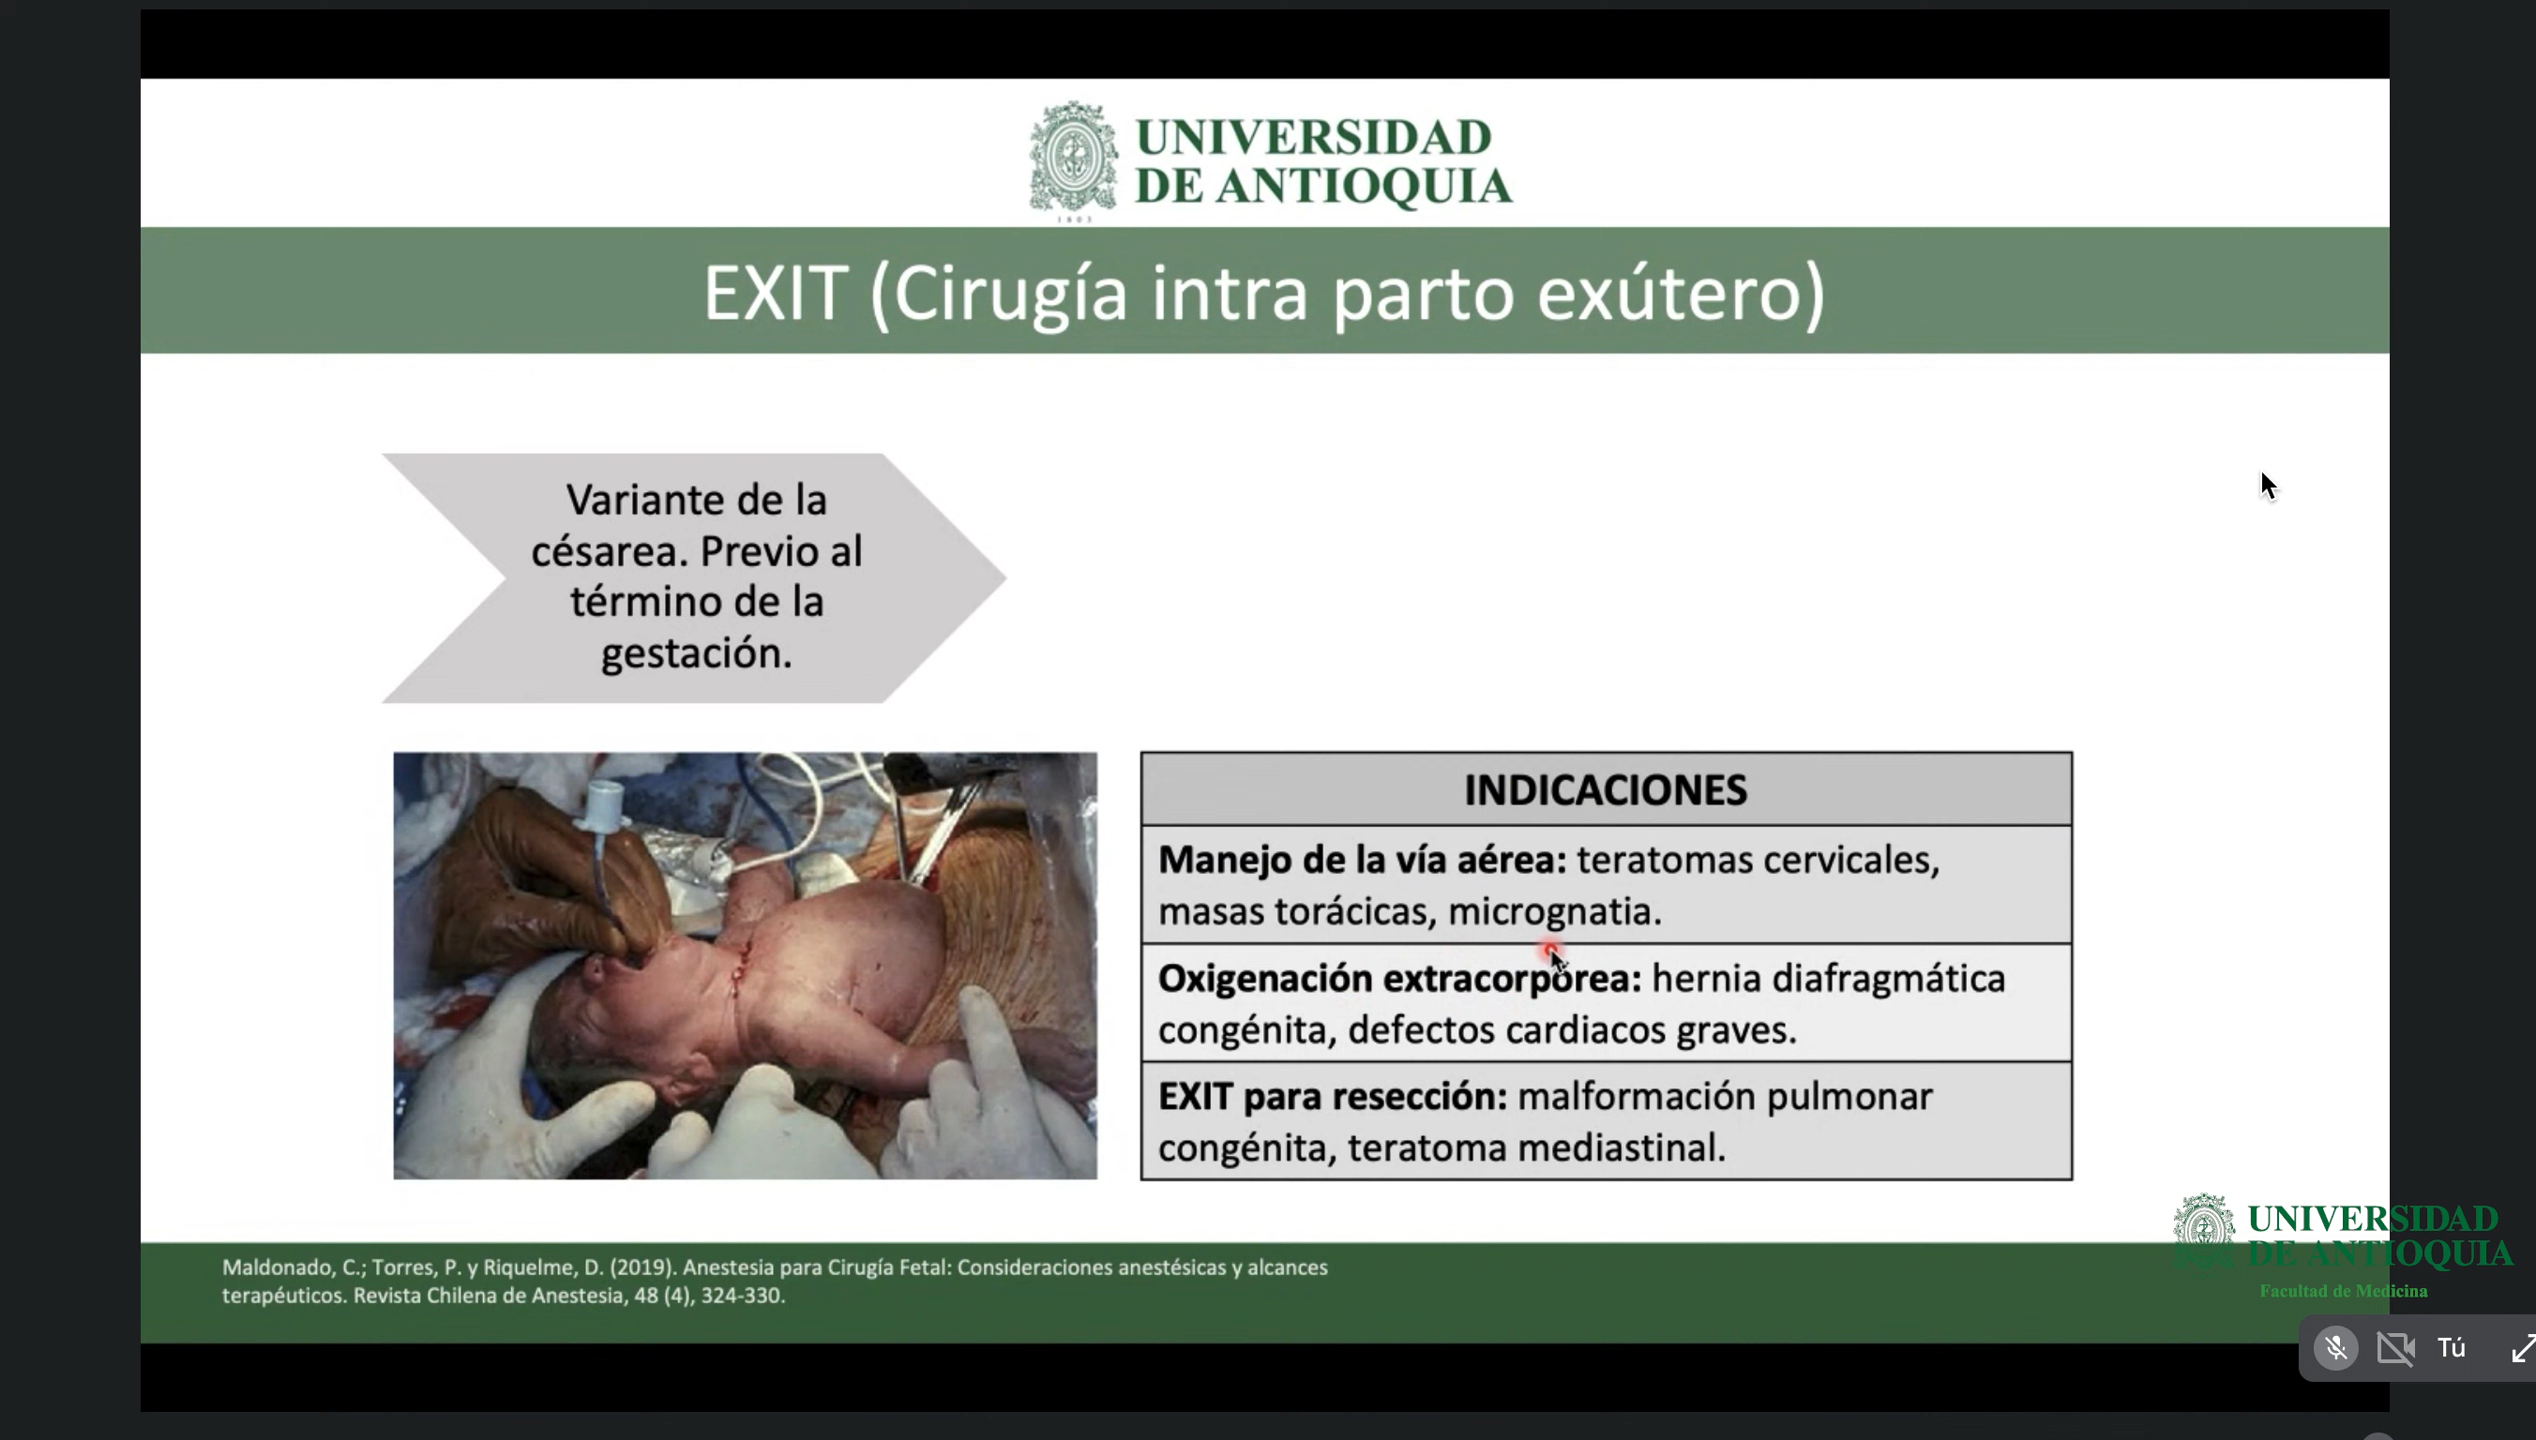 UNIVERSIDAD
DE ANTIOQUIA
1803
EXIT (Cirugía intra parto exútero)
Variante de la
césarea. Previo al
término de la
gestación.
INDICACIONES
Manejo de la vía aérea: teratomas cervicales,
masas torácicas, micrognatia.
Oxigenación extracorporea: hernia diafragmática
congénita, defectos cardiacos graves.
EXIT para resección: malformación pulmonar
congénita, teratoma mediastinal.
Maldonado, C.; Torres, P. y Riquelme, D. (2019). Anestesia para Cirugía Fetal: Consideraciones anestésicas y alcances
terapéuticos. Revista Chilena de Anestesia, 48 (4), 324-330.
UNIVERSIDAD
DE ANTIOQUIA
Facultad de Medicina
Tú